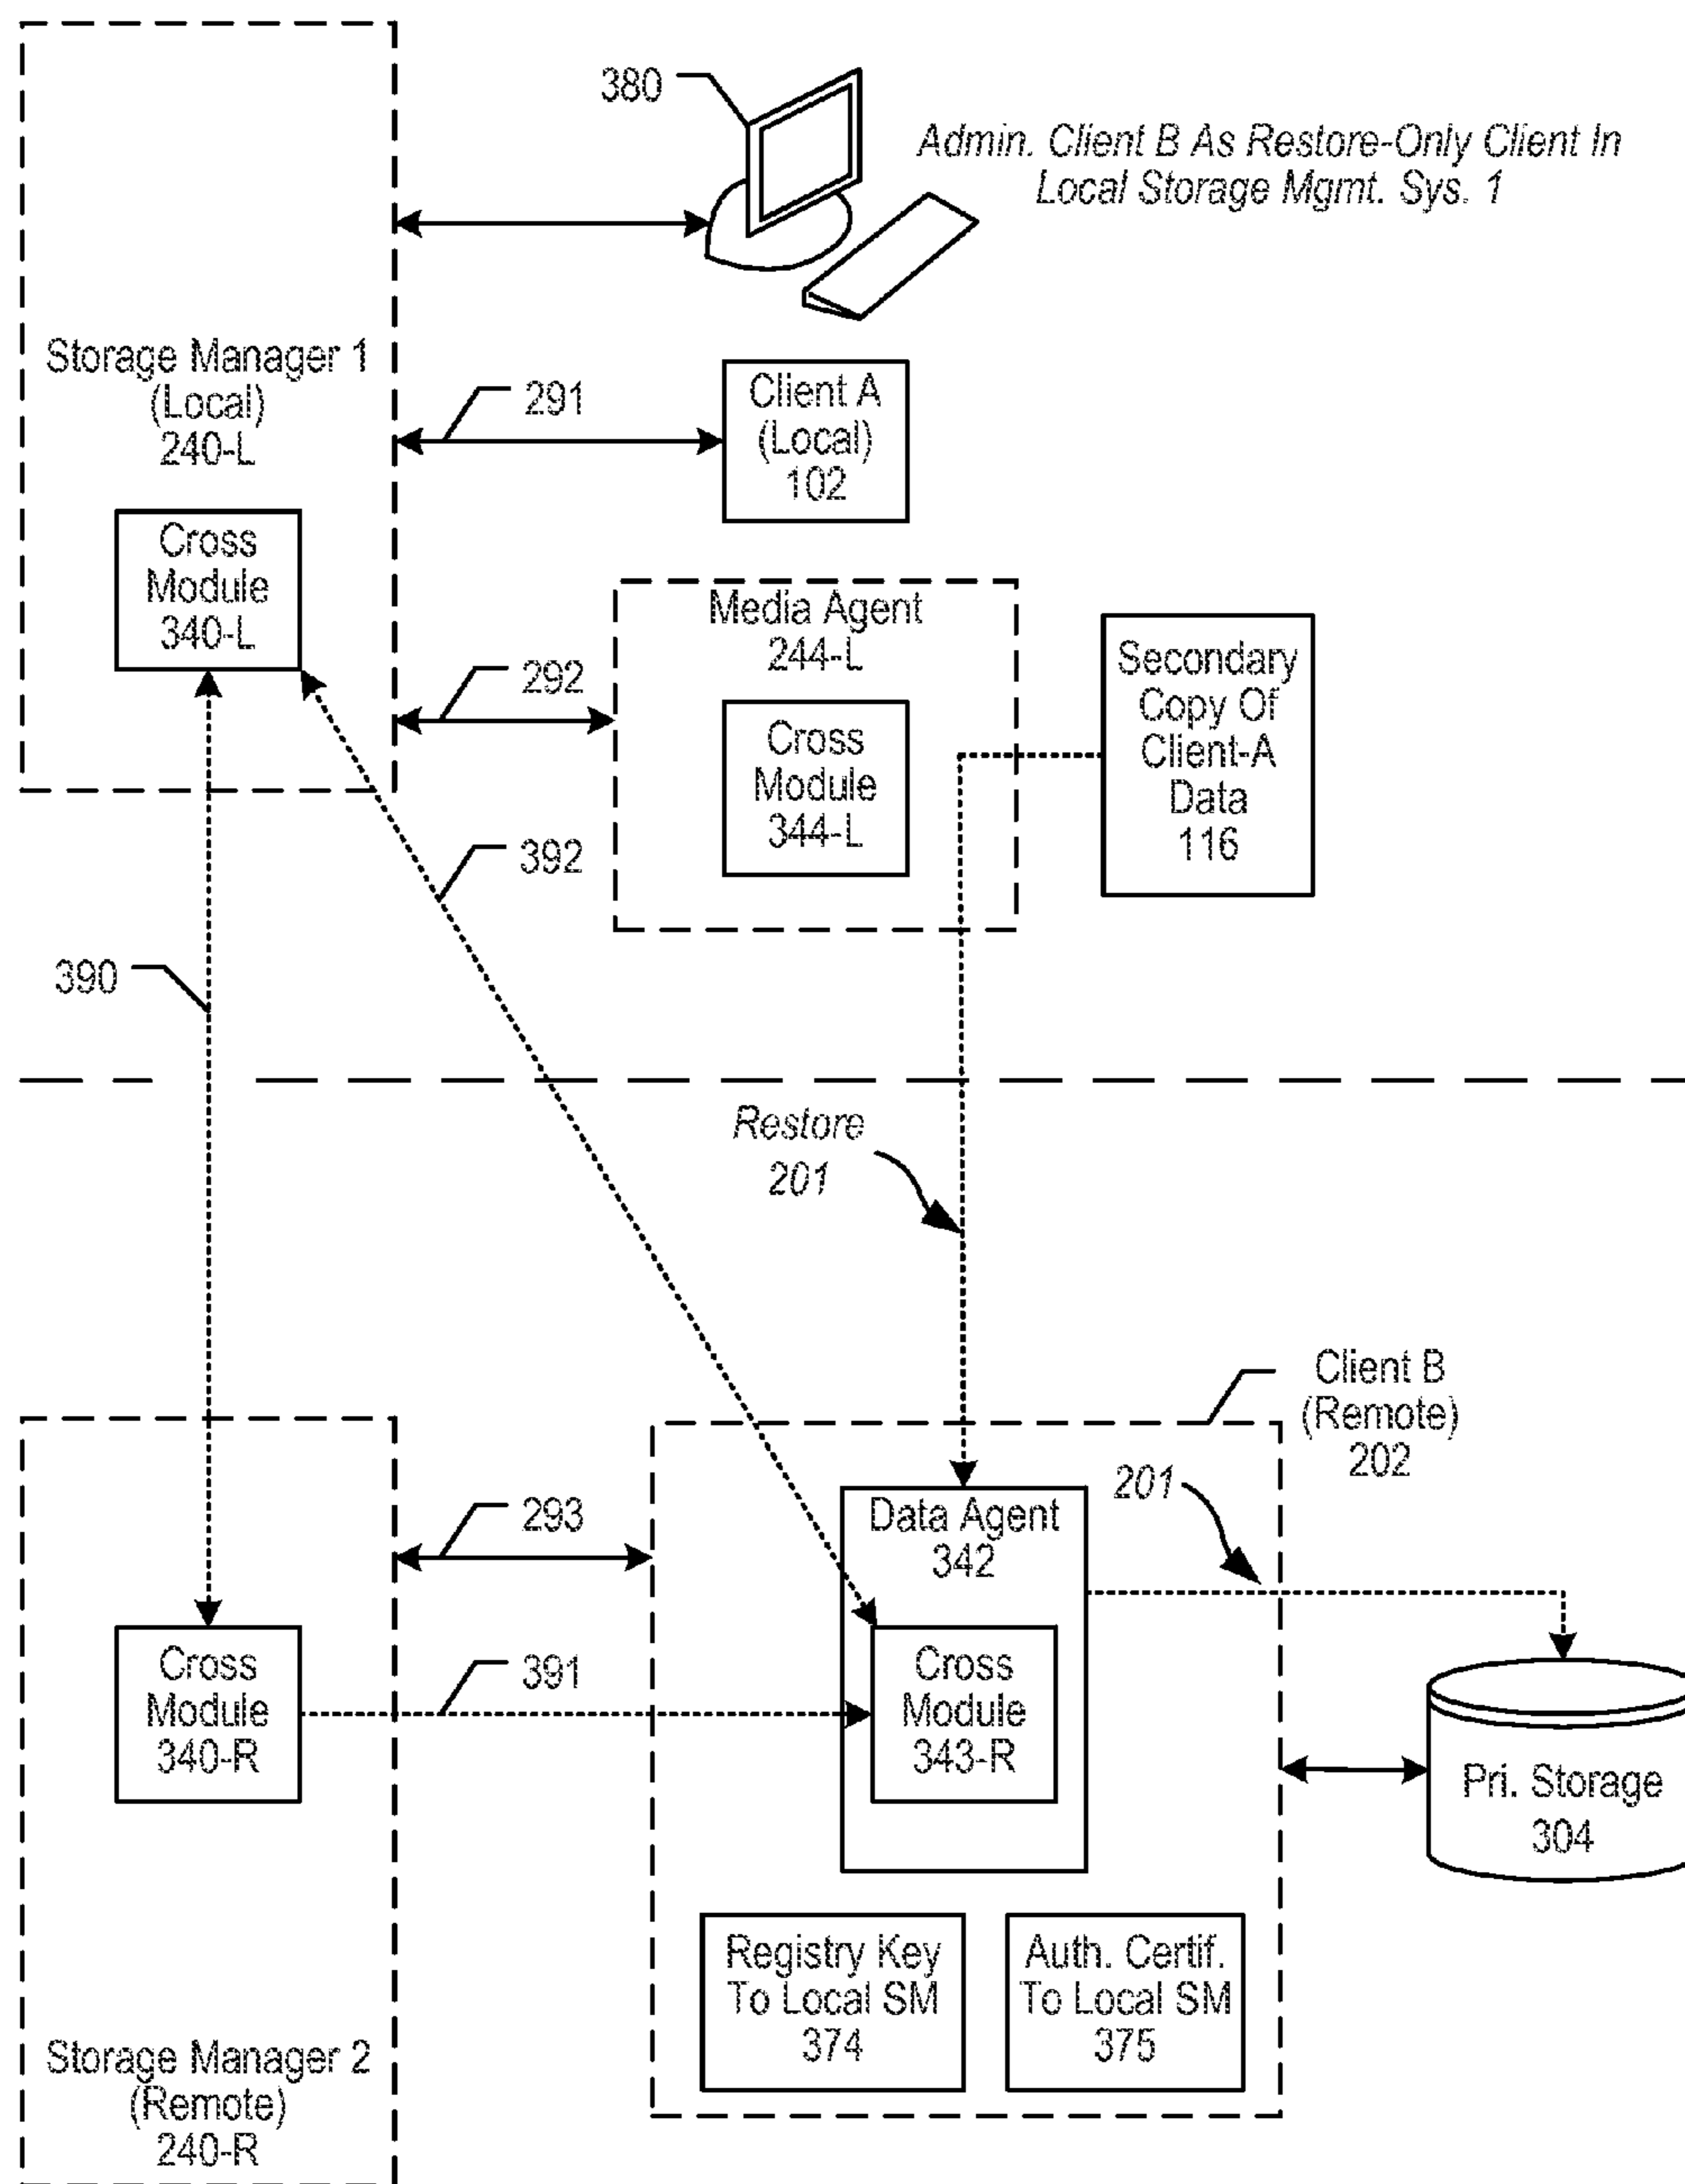 380
Admin. Client B As Restore-Only Client In
Local Storage Mgmt. Sys. 1
Storage Manager 1
(Local)
240-L
291
Client A
(Local)
102
Cross
Module
340-L
292
Media Agent
244-L
Cross
Module
344-L
Secondary
Copy Of
Client-A
Data
116
392
390
Restore
201
Client B
(Remote)
202
293
Data Agent
342
201
Cross
Module
340-R
391
Cross
Module
343-R
Pri. Storage
304
Registry Key
To Local SM
374
Auth. Certif.
To Local SM
375
Storage Manager 2
(Remote)
240-R